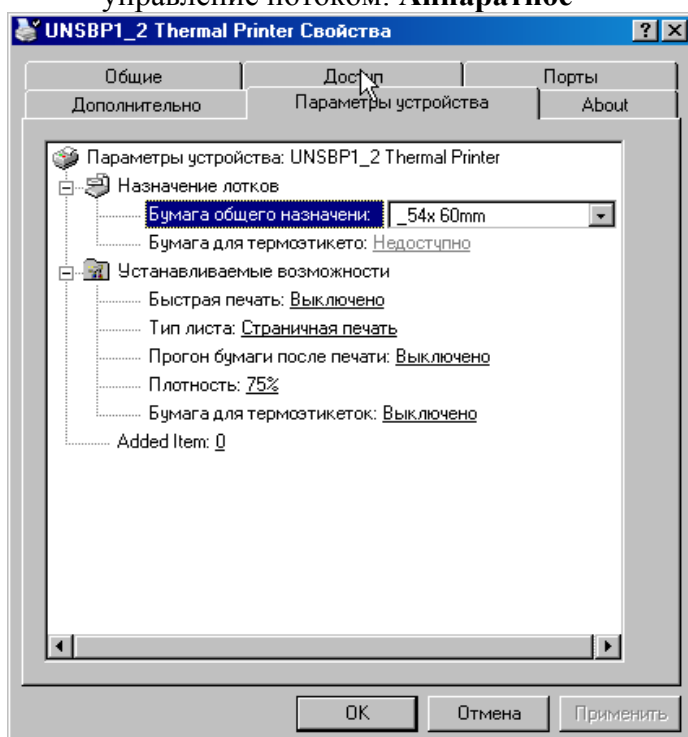 управление потоком: Аппаратное
UNSBP1_2 Thermal Printer Свойства
Общие Доступ Порты
Дополнительно Параметры устройства About
Параметры устройства: UNSBP1_2 Thermal Printer
Назначение лотков
Бумага общего назначени: _54x 60mm
Бумага для термоэтикето: Недоступно
Устанавливаемые возможности
Быстрая печать: Выключено
Тип листа: Страничная печать
Прогон бумаги после печати: Выключено
Плотность: 75%
Бумага для термоэтикеток: Выключено
Added Item: 0
OK Отмена Применить